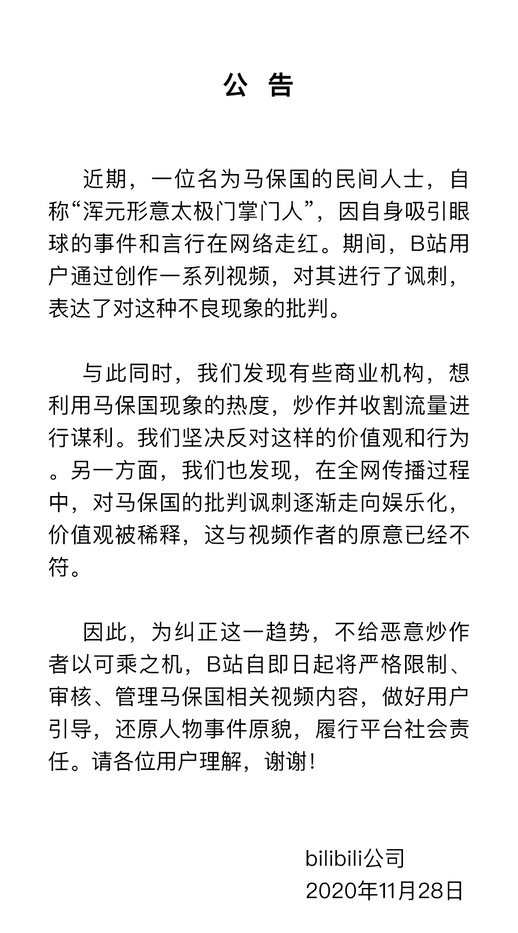 公 告
近期，一位名为马保国的民间人士，自
称“浑元形意太极门掌门人”，因自身吸引眼
球的事件和言行在网络走红。期间，B站用
户通过创作一系列视频，对其进行了讽刺，
表达了对这种不良现象的批判。
与此同时，我们发现有些商业机构，想
利用马保国现象的热度，炒作并收割流量进
行谋利。我们坚决反对这样的价值观和行为
。另一方面，我们也发现，在全网传播过程
中，对马保国的批判讽刺逐渐走向娱乐化，
价值观被稀释，这与视频作者的原意已经不
符。
因此，为纠正这一趋势，不给恶意炒作
者以可乘之机，B站自即日起将严格限制、
审核、管理马保国相关视频内容，做好用户
引导，还原人物事件原貌，履行平台社会责
任。请各位用户理解，谢谢！
bilibili公司
2020年11月28日